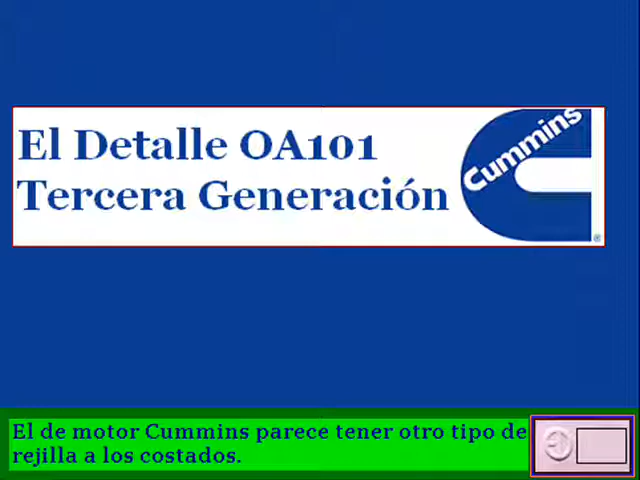 El Detalle OA101
Tercera Generación
Cummins
®
El de motor Cummins parece tener otro tipo de
rejilla a los costados.